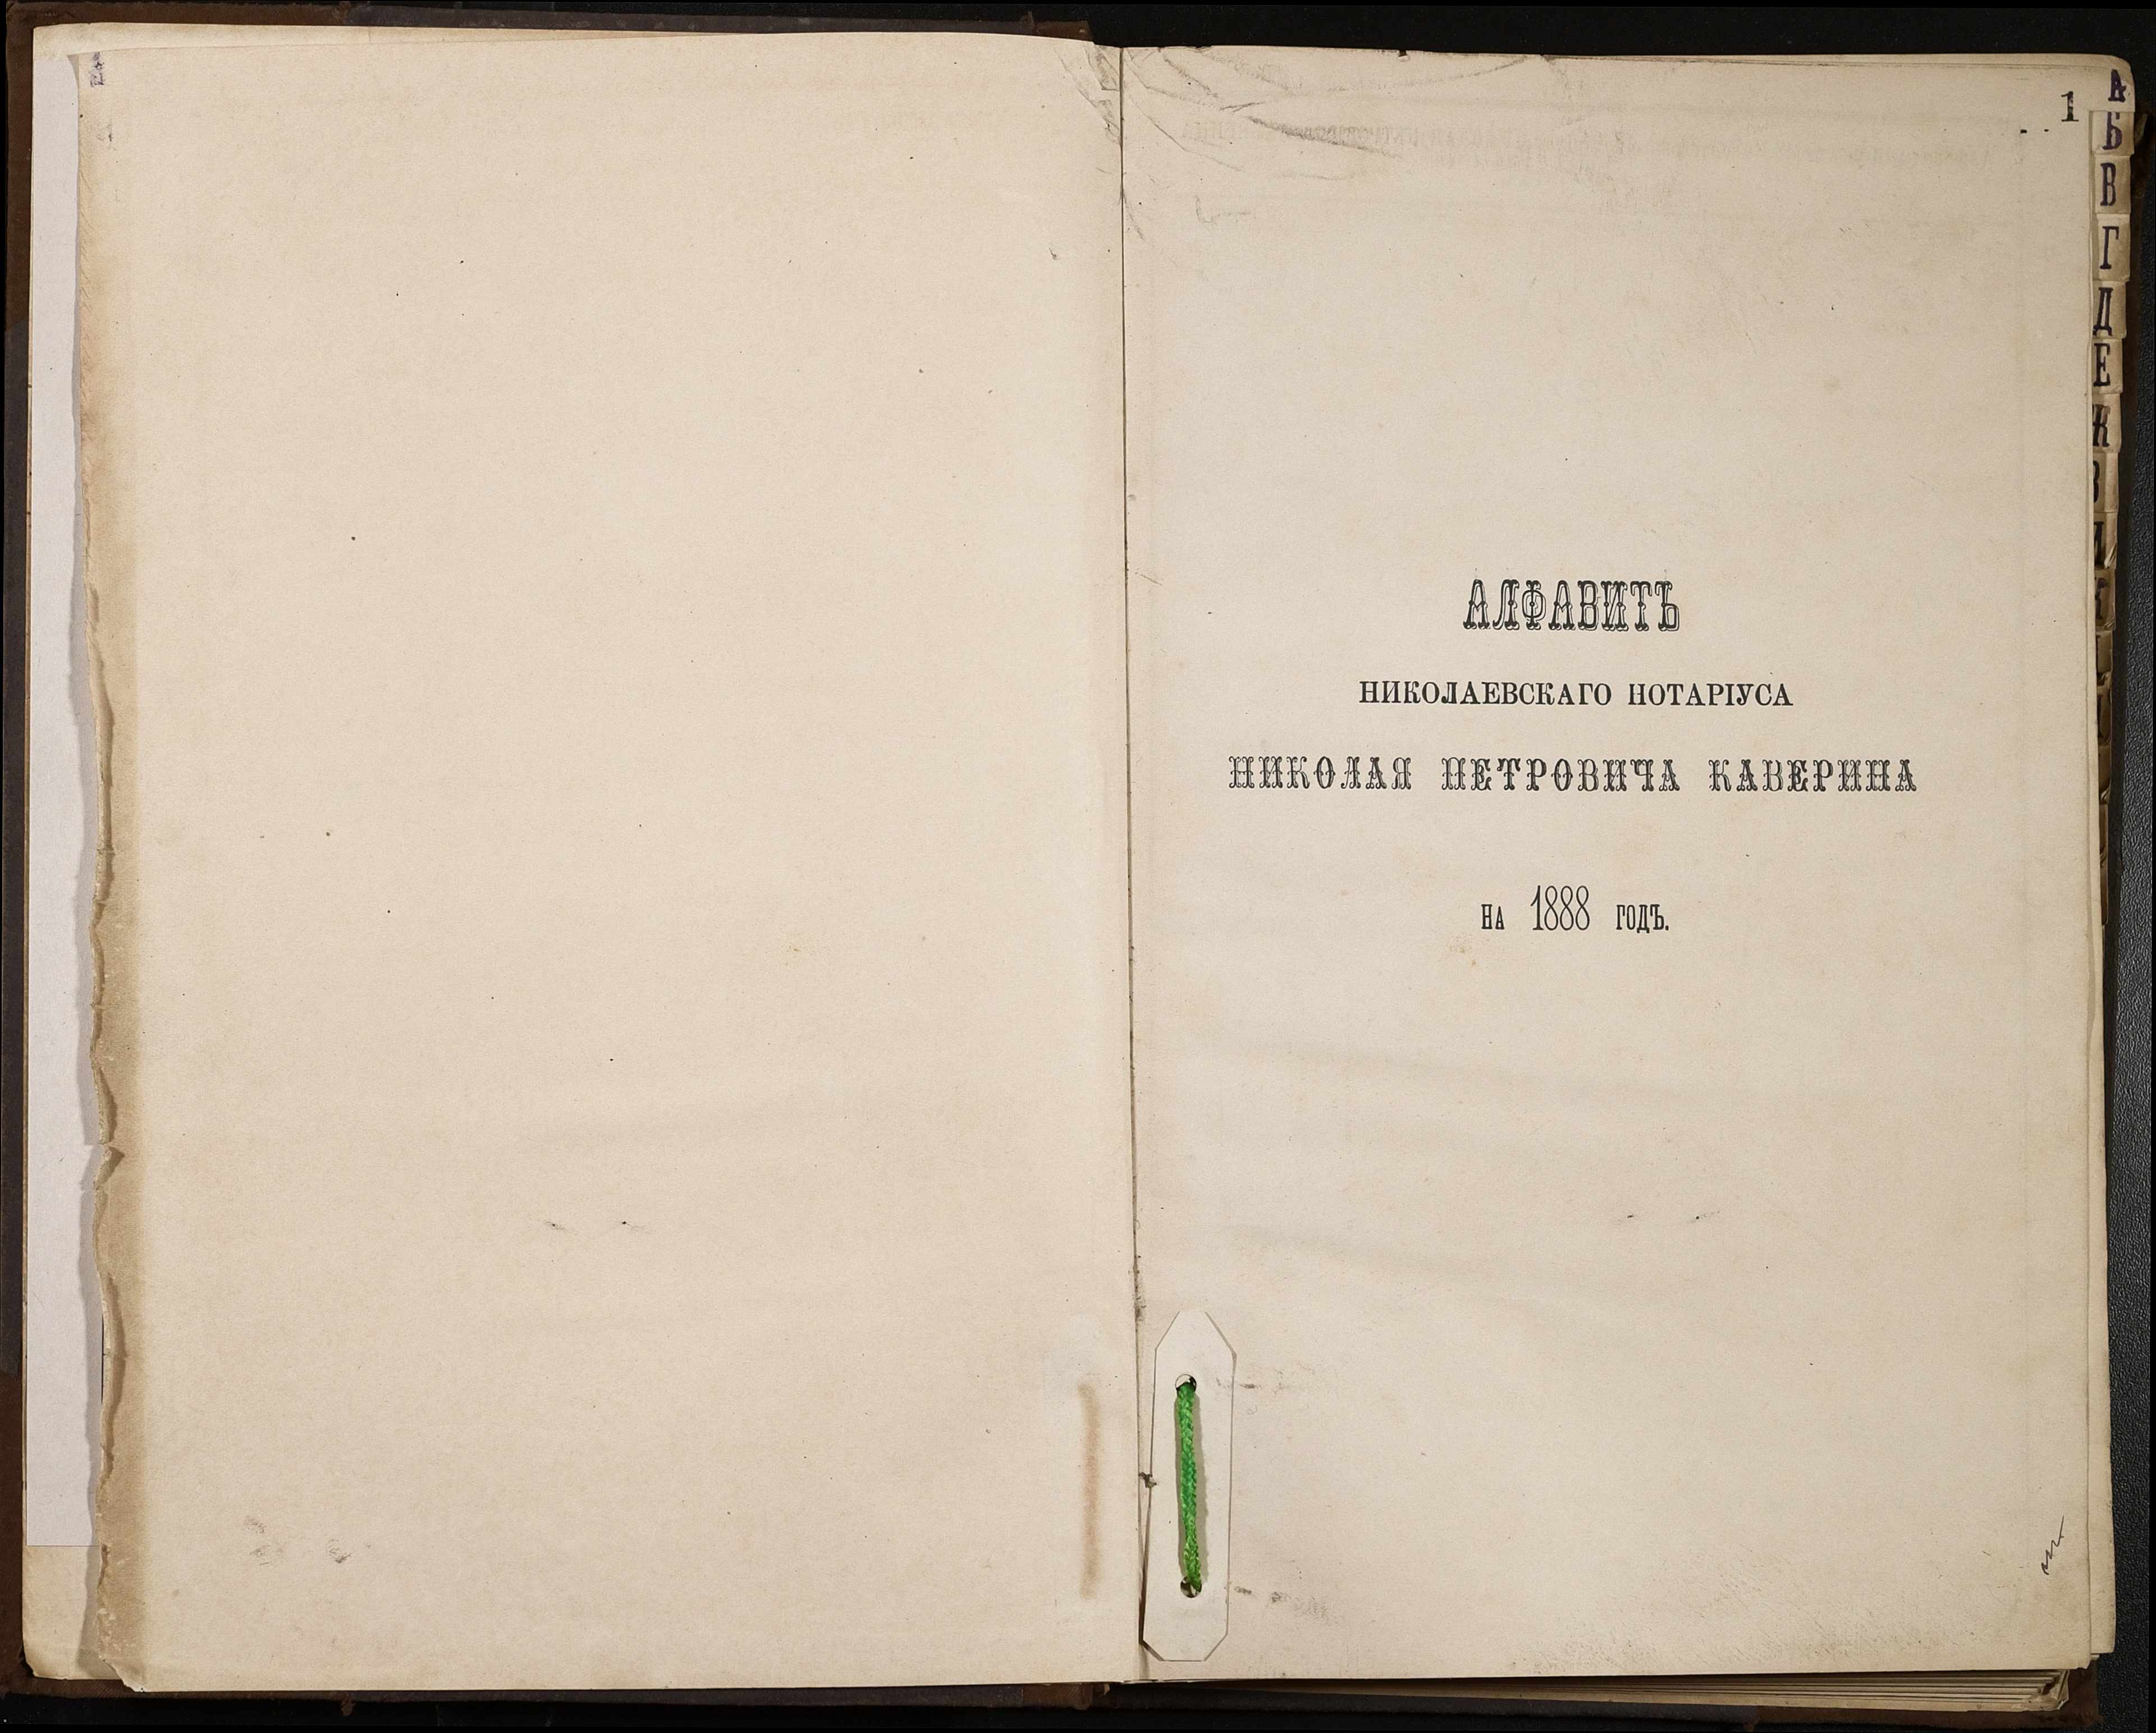 1
АЛФАВИТЪ
НИКОЛАЕВСКАГО НОТАРІУСА
НИКОЛАЯ ПЕТРОВИЧА КАВЕРИНА
НА 1888 ГОДЪ.
А
Б
В
Г
Д
Е
Ж